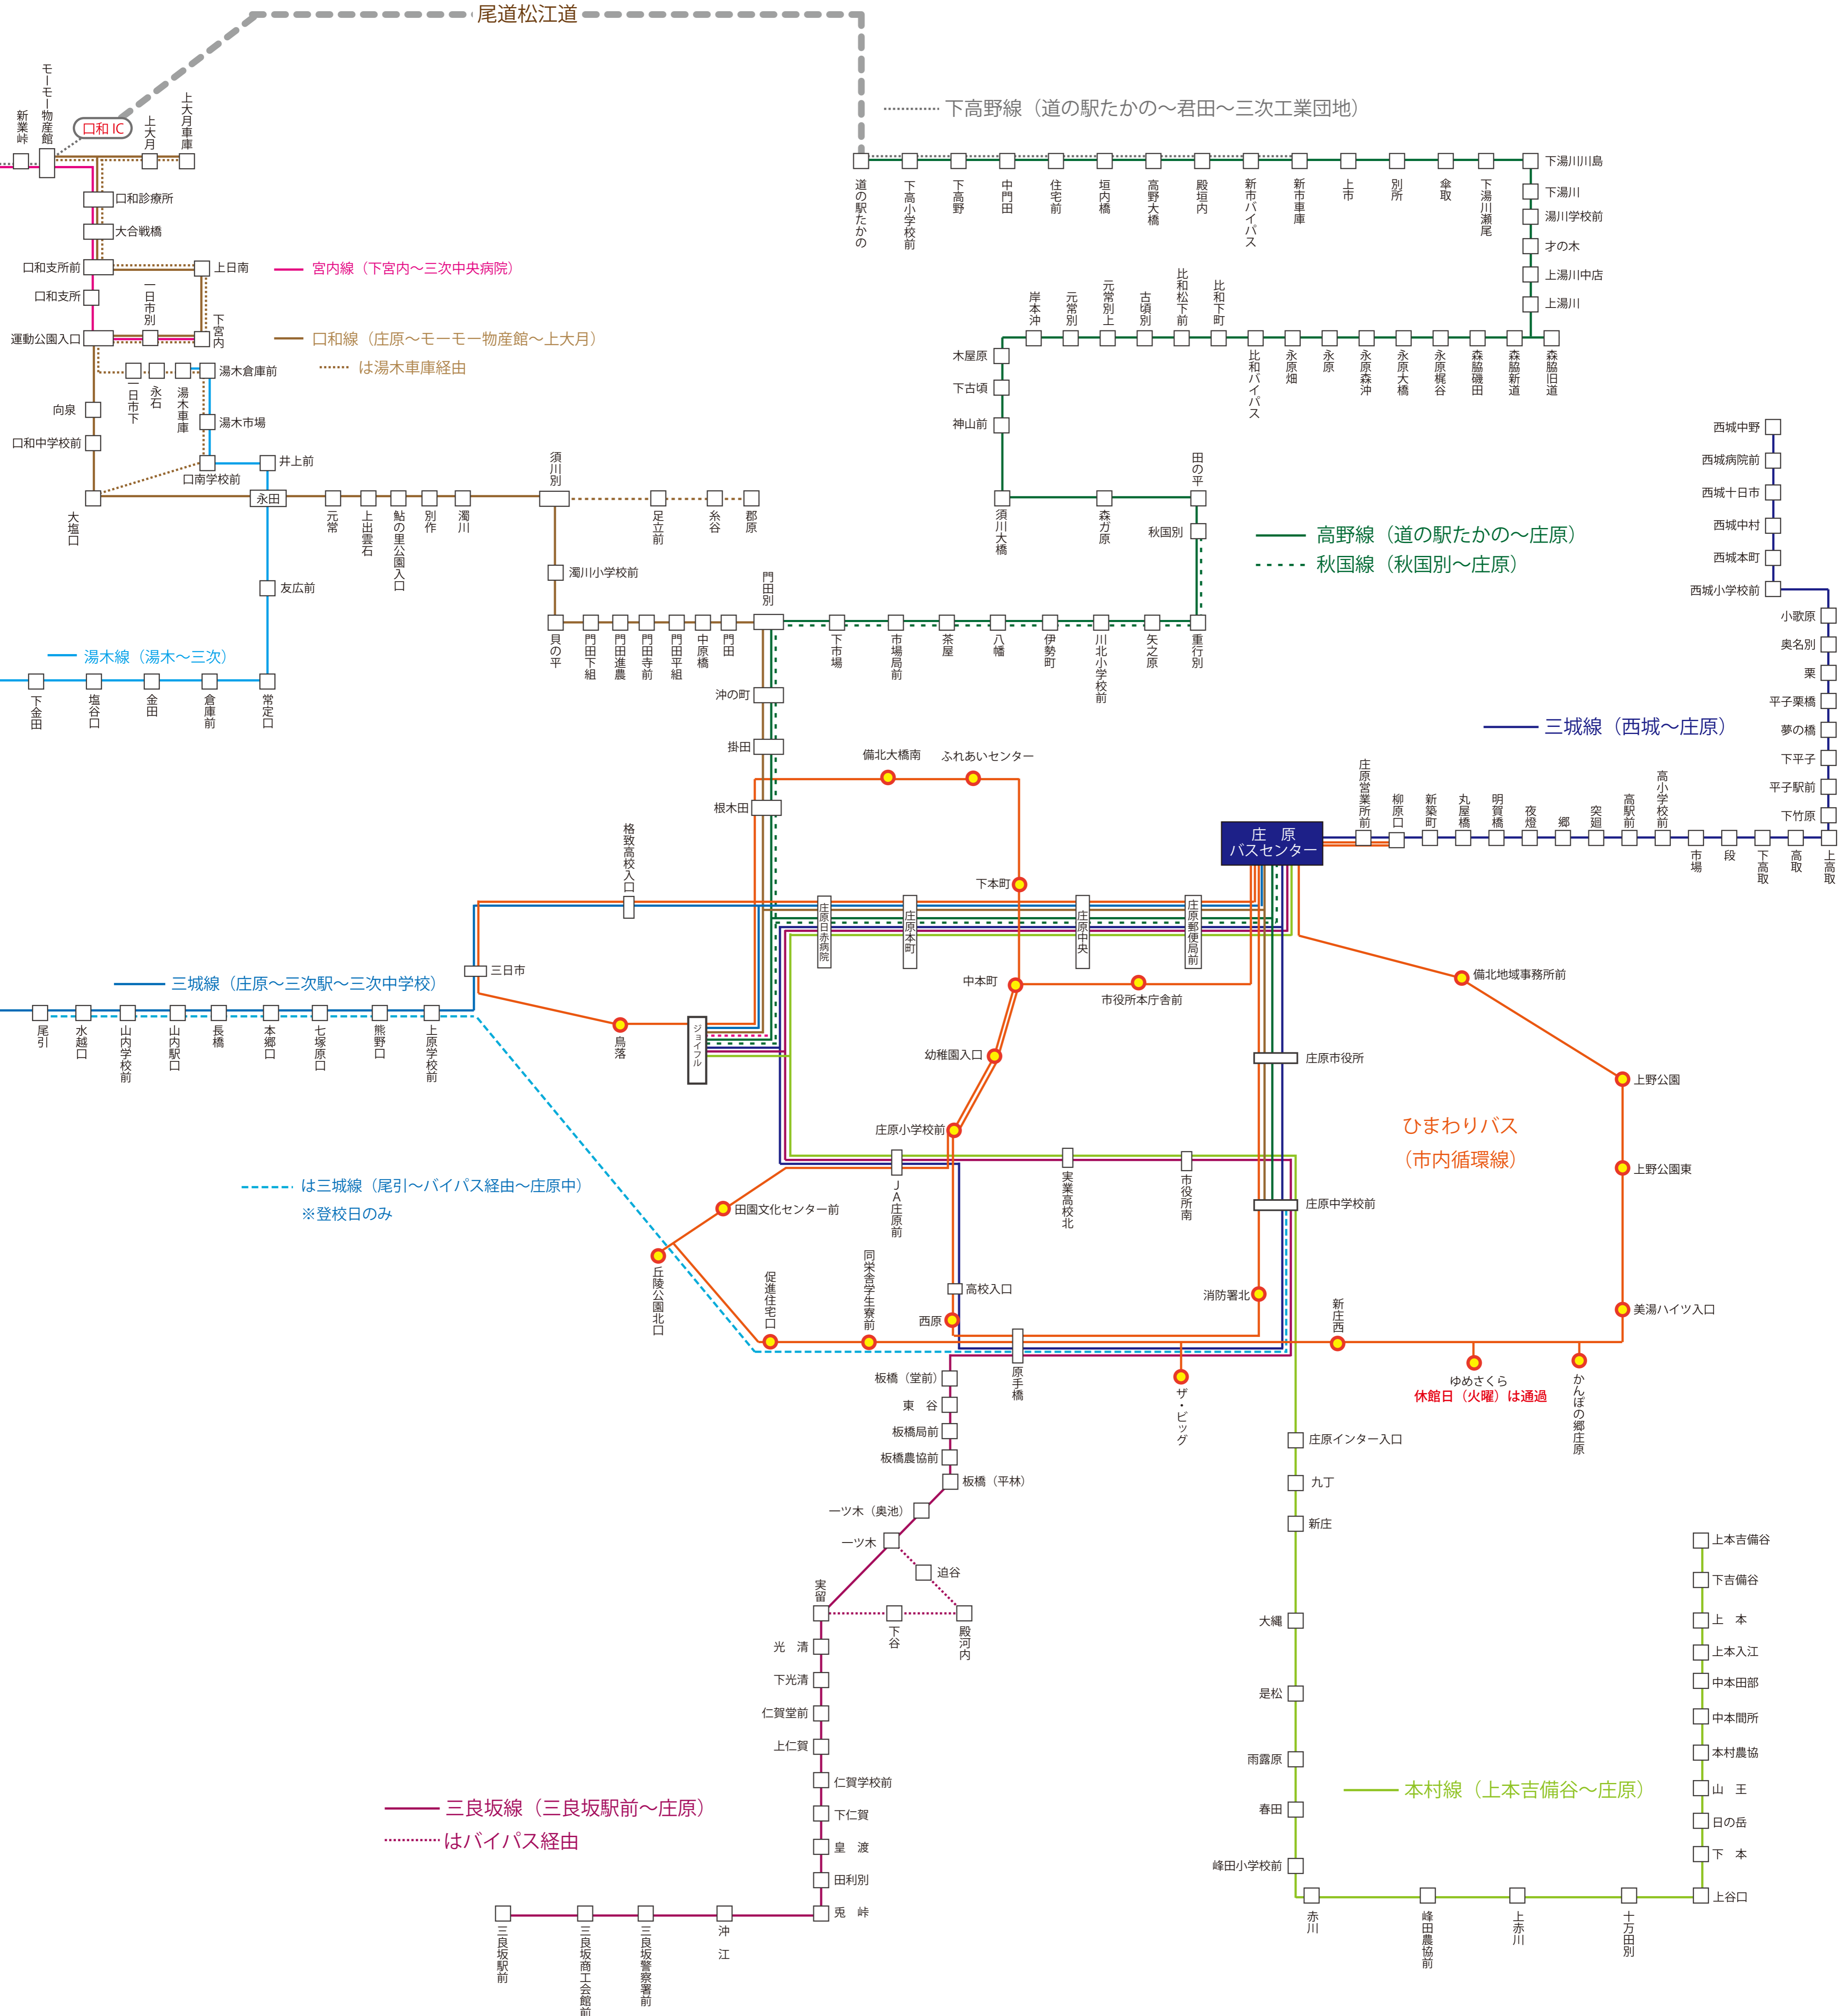 尾道松江道
下高野線（道の駅たかの～君田～三次工業団地）
新業峠
モーモー物産館
口和 IC
上大月
上大月車庫
口和診療所
大合戦橋
口和支所前
上日南
口和支所
一日市別
下宮内
運動公園入口
宮内線（下宮内～三次中央病院）
口和線（庄原～モーモー物産館～上大月）
は湯木車庫経由
一日市下
永石
湯木車庫
湯木倉庫前
向泉
湯木市場
口和中学校前
口南学校前
井上前
大塩口
永田
元常
上出雲石
鮎の里公園入口
別作
濁川
須川別
足立前
糸谷
郡原
友広前
濁川小学校前
湯木線（湯木～三次）
下金田
塩谷口
金田
倉庫前
常定口
貝の平
門田下組
門田進農
門田寺前
門田平組
中原橋
門田
門田別
下市場
市場局前
茶屋
八幡
伊勢町
川北小学校前
矢之原
重行別
沖の町
掛田
根木田
道の駅たかの
下高小学校前
下高野
中門田
住宅前
垣内橋
高野大橋
殿垣内
新市バイパス
新市車庫
上市
別所
傘取
下湯川瀬尾
下湯川川島
下湯川
湯川学校前
才の木
上湯川中店
上湯川
岸本沖
元常別
元常別上
古頃別
比和松下前
比和下町
比和バイパス
永原畑
永原
永原森沖
永原大橋
永原梶谷
森脇磯田
森脇新道
森脇旧道
木屋原
下古頃
神山前
須川大橋
森ガ原
田の平
秋国別
高野線（道の駅たかの～庄原）
秋国線（秋国別～庄原）
西城中野
西城病院前
西城十日市
西城中村
西城本町
西城小学校前
小歌原
奥名別
栗
平子栗橋
夢の橋
下平子
平子駅前
下竹原
三城線（西城～庄原）
庄　原
バスセンター
庄原営業所前
柳原口
新築町
丸屋橋
明賀橋
夜燈
郷
突廻
高駅前
高小学校前
市場
段
下高取
高取
上高取
備北大橋南
ふれあいセンター
下本町
格致高校入口
三日市
庄原日赤病院
庄原本町
庄原中央
庄原郵便局前
中本町
市役所本庁舎前
備北地域事務所前
三城線（庄原～三次駅～三次中学校）
尾引
水越口
山内学校前
山内駅口
長橋
本郷口
七塚原口
熊野口
上原学校前
鳥落
ジョイフル
幼稚園入口
庄原市役所
上野公園
庄原小学校前
ひまわりバス
（市内循環線）
上野公園東
は三城線（尾引～バイパス経由～庄原中）
※登校日のみ
田園文化センター前
ＪＡ庄原前
実業高校北
市役所南
庄原中学校前
丘陵公園北口
促進住宅口
同栄舎学生寮前
高校入口
西原
消防署北
新庄西
美湯ハイツ入口
原手橋
ザ・ビッグ
ゆめさくら
休館日（火曜）は通過
かんぽの郷庄原
板橋（堂前）
東　谷
板橋局前
板橋農協前
板橋（平林）
一ツ木（奥池）
一ツ木
迫谷
実留
下谷
殿河内
光　清
下光清
仁賀堂前
上仁賀
仁賀学校前
下仁賀
皇　渡
田利別
兎　峠
沖　江
三良坂警察署前
三良坂商工会館前
三良坂駅前
三良坂線（三良坂駅前～庄原）
はバイパス経由
庄原インター入口
九丁
新庄
大縄
是松
雨露原
春田
峰田小学校前
本村線（上本吉備谷～庄原）
赤川
峰田農協前
上赤川
十万田別
上谷口
上本吉備谷
下吉備谷
上　本
上本入江
中本田部
中本間所
本村農協
山　王
日の岳
下　本